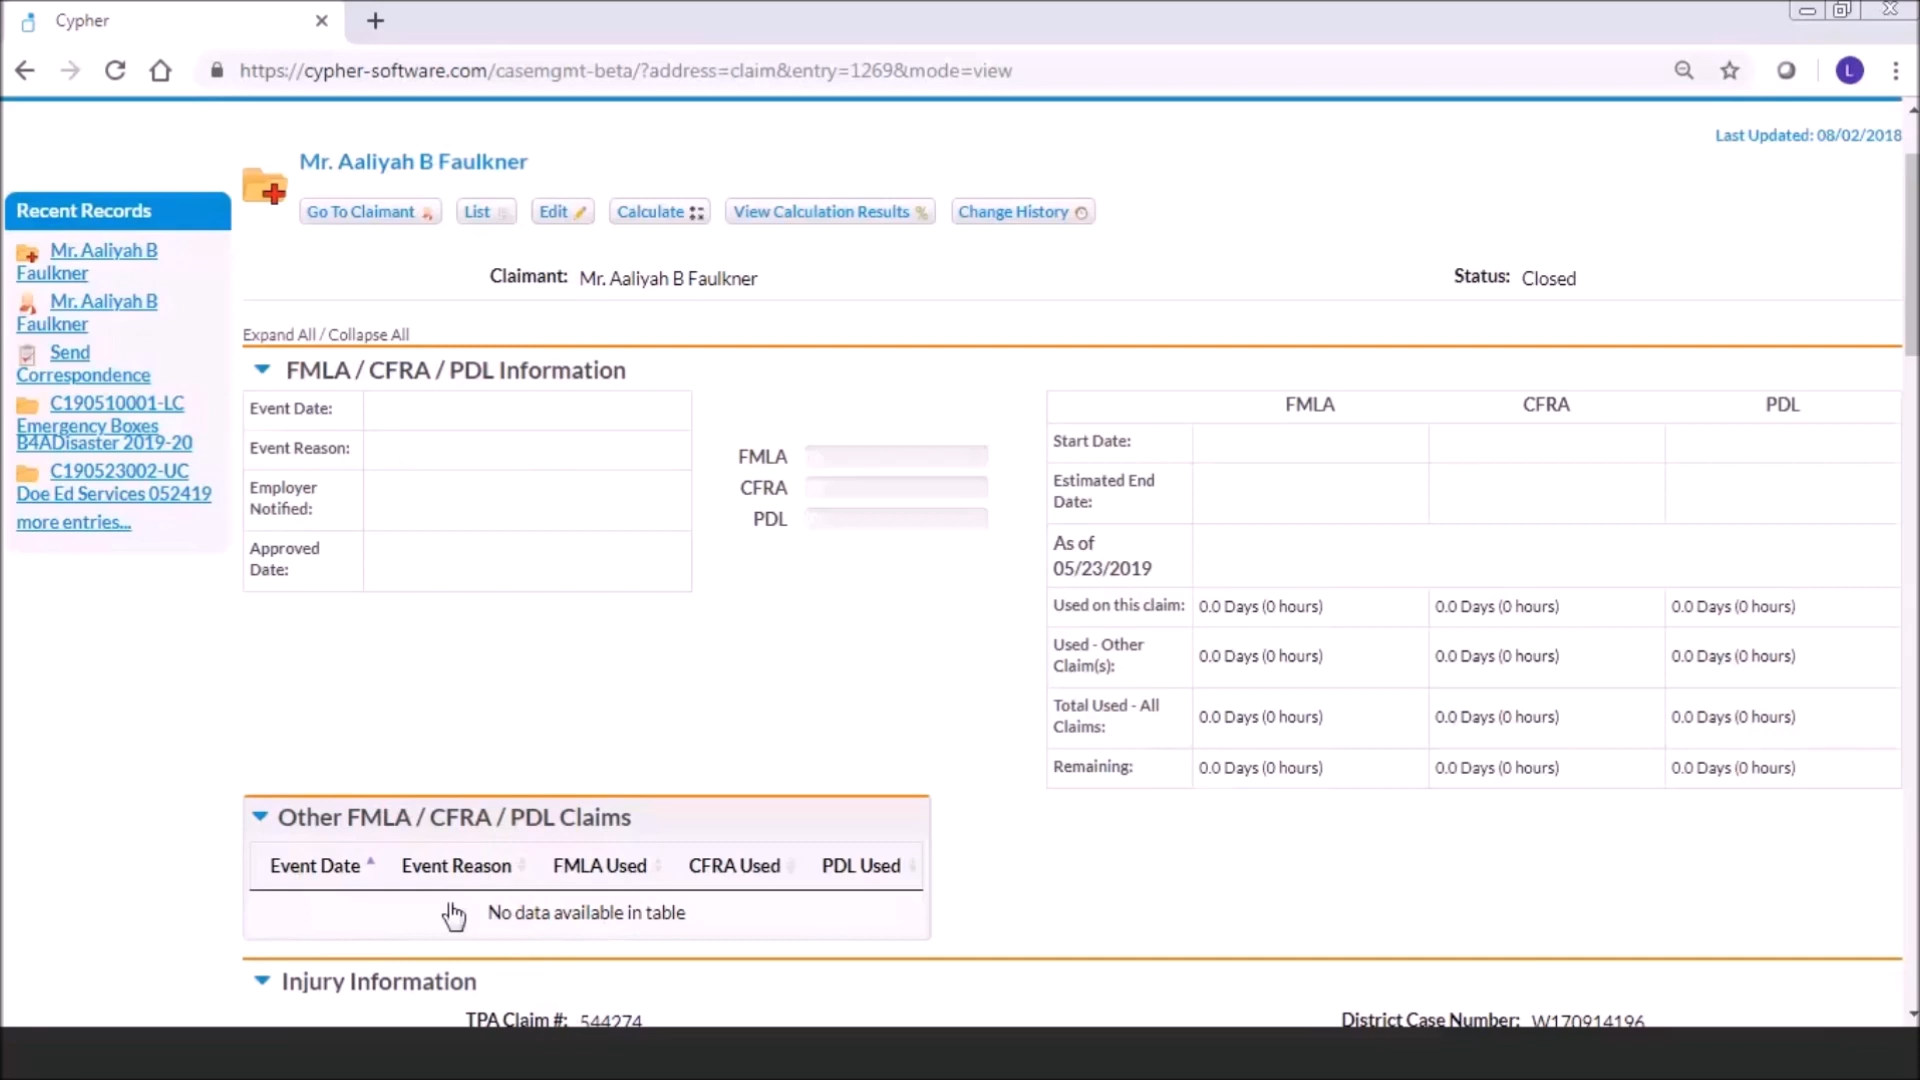 Cypher
https://cypher-software.com/casemgmt-beta/?address=claim&entry=1269&mode=view
L
Last Updated: 08/02/2018
Mr. Aaliyah B Faulkner
Go To Claimant List Edit Calculate View Calculation Results Change History
Recent Records
Mr. Aaliyah B
Faulkner
Mr. Aaliyah B
Faulkner
Send
Correspondence
C190510001-LC
Emergency Boxes
B4ADisaster 2019-20
C190523002-UC
Doe Ed Services 052419
more entries...
Claimant: Mr. Aaliyah B Faulkner Status: Closed
Expand All / Collapse All
FMLA / CFRA / PDL Information
Event Date:
Event Reason:
Employer
Notified:
Approved
Date:
FMLA
CFRA
PDL
FMLA CFRA PDL
Start Date:
Estimated End
Date:
As of
05/23/2019
Used on this claim: 0.0 Days (0 hours) 0.0 Days (0 hours) 0.0 Days (0 hours)
Used - Other
Claim(s): 0.0 Days (0 hours) 0.0 Days (0 hours) 0.0 Days (0 hours)
Total Used - All
Claims: 0.0 Days (0 hours) 0.0 Days (0 hours) 0.0 Days (0 hours)
Remaining: 0.0 Days (0 hours) 0.0 Days (0 hours) 0.0 Days (0 hours)
Other FMLA / CFRA / PDL Claims
Event Date Event Reason FMLA Used CFRA Used PDL Used
No data available in table
Injury Information
TPA Claim #: 544274 District Case Number: W170914196